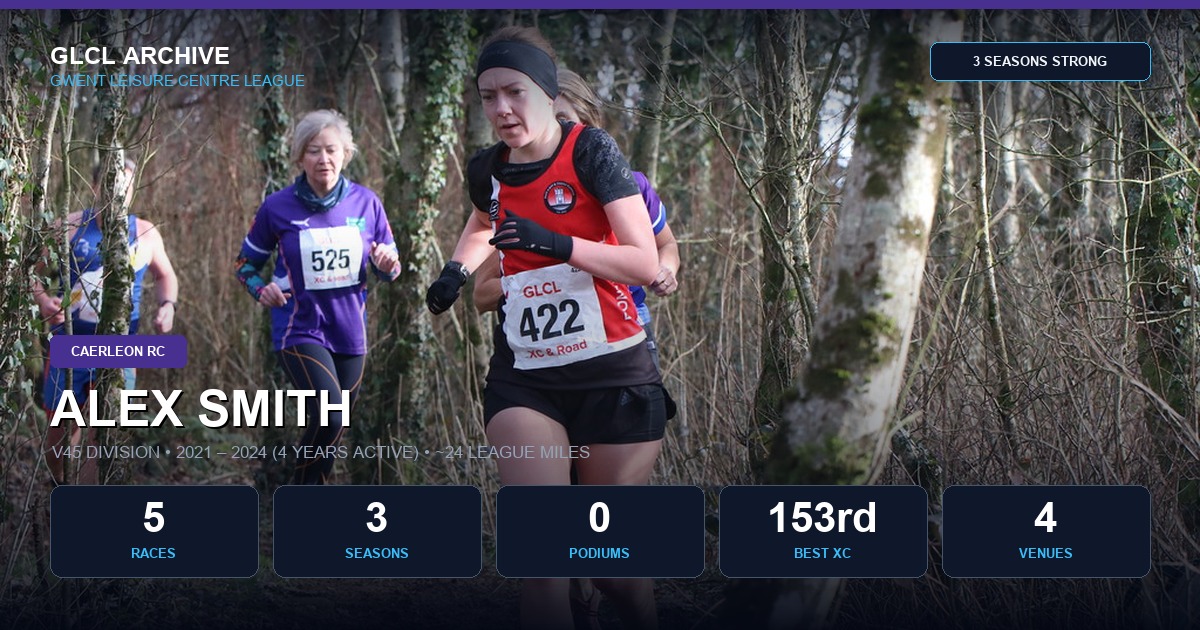 GLCL ARCHIVE
GWENT LEISURE CENTRE LEAGUE
3 SEASONS STRONG
525
XC & Road
GLCL
422
XC & Road
CAERLEON RC
ALEX SMITH
V45 DIVISION • 2021 – 2024 (4 YEARS ACTIVE) • ~24 LEAGUE MILES
5
RACES
3
SEASONS
0
PODIUMS
153rd
BEST XC
4
VENUES